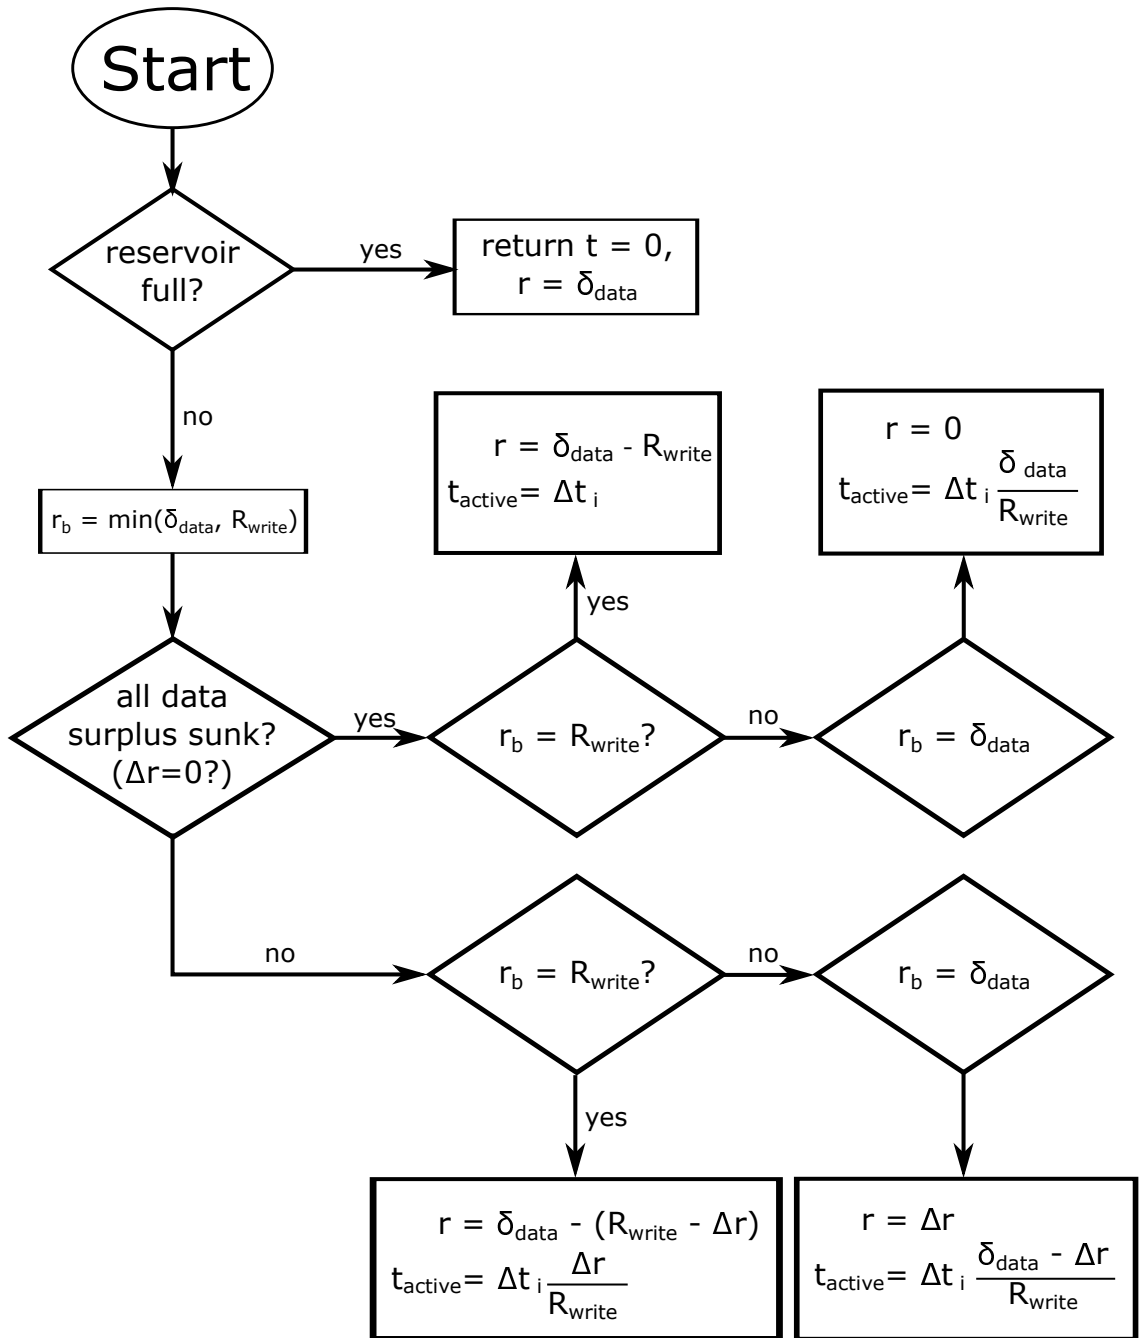 Start
reservoir
full?
yes
return t = 0,
r = δdata
no
rb = min(δdata, Rwrite)
r = δdata - Rwrite
tactive= Δt i
r = 0
tactive= Δt i δ data / Rwrite
yes
all data
surplus sunk?
(Δr=0?)
yes
rb = Rwrite?
no
rb = δdata
no
rb = Rwrite?
no
rb = δdata
yes
r = δdata - (Rwrite - Δr)
tactive= Δt i Δr / Rwrite
r = Δr
tactive= Δt i δdata - Δr / Rwrite